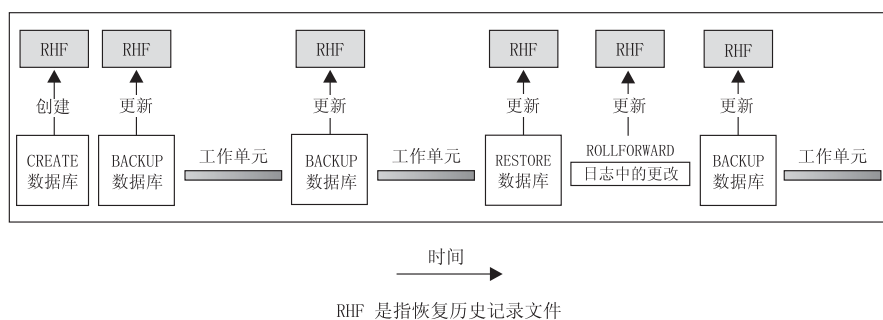 RHF
RHF
RHF
RHF
RHF
RHF
创建
更新
更新
更新
更新
更新
CREATE
数据库
BACKUP
数据库
工作单元
BACKUP
数据库
工作单元
RESTORE
数据库
ROLLFORWARD
日志中的更改
BACKUP
数据库
工作单元
时间
RHF 是指恢复历史记录文件